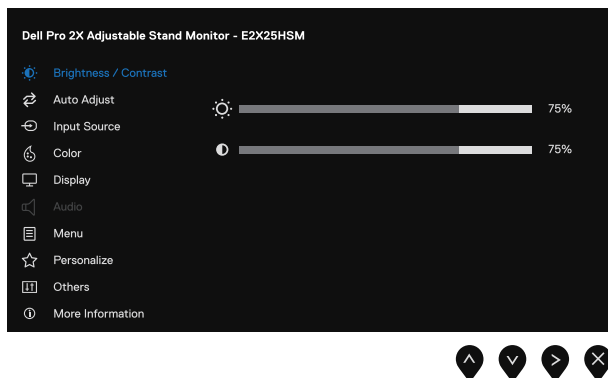 Dell Pro 2X Adjustable Stand Monitor - E2X25HSM
Brightness / Contrast
Auto Adjust
75%
Input Source
Color
75%
Display
Audio
Menu
Personalize
Others
More Information